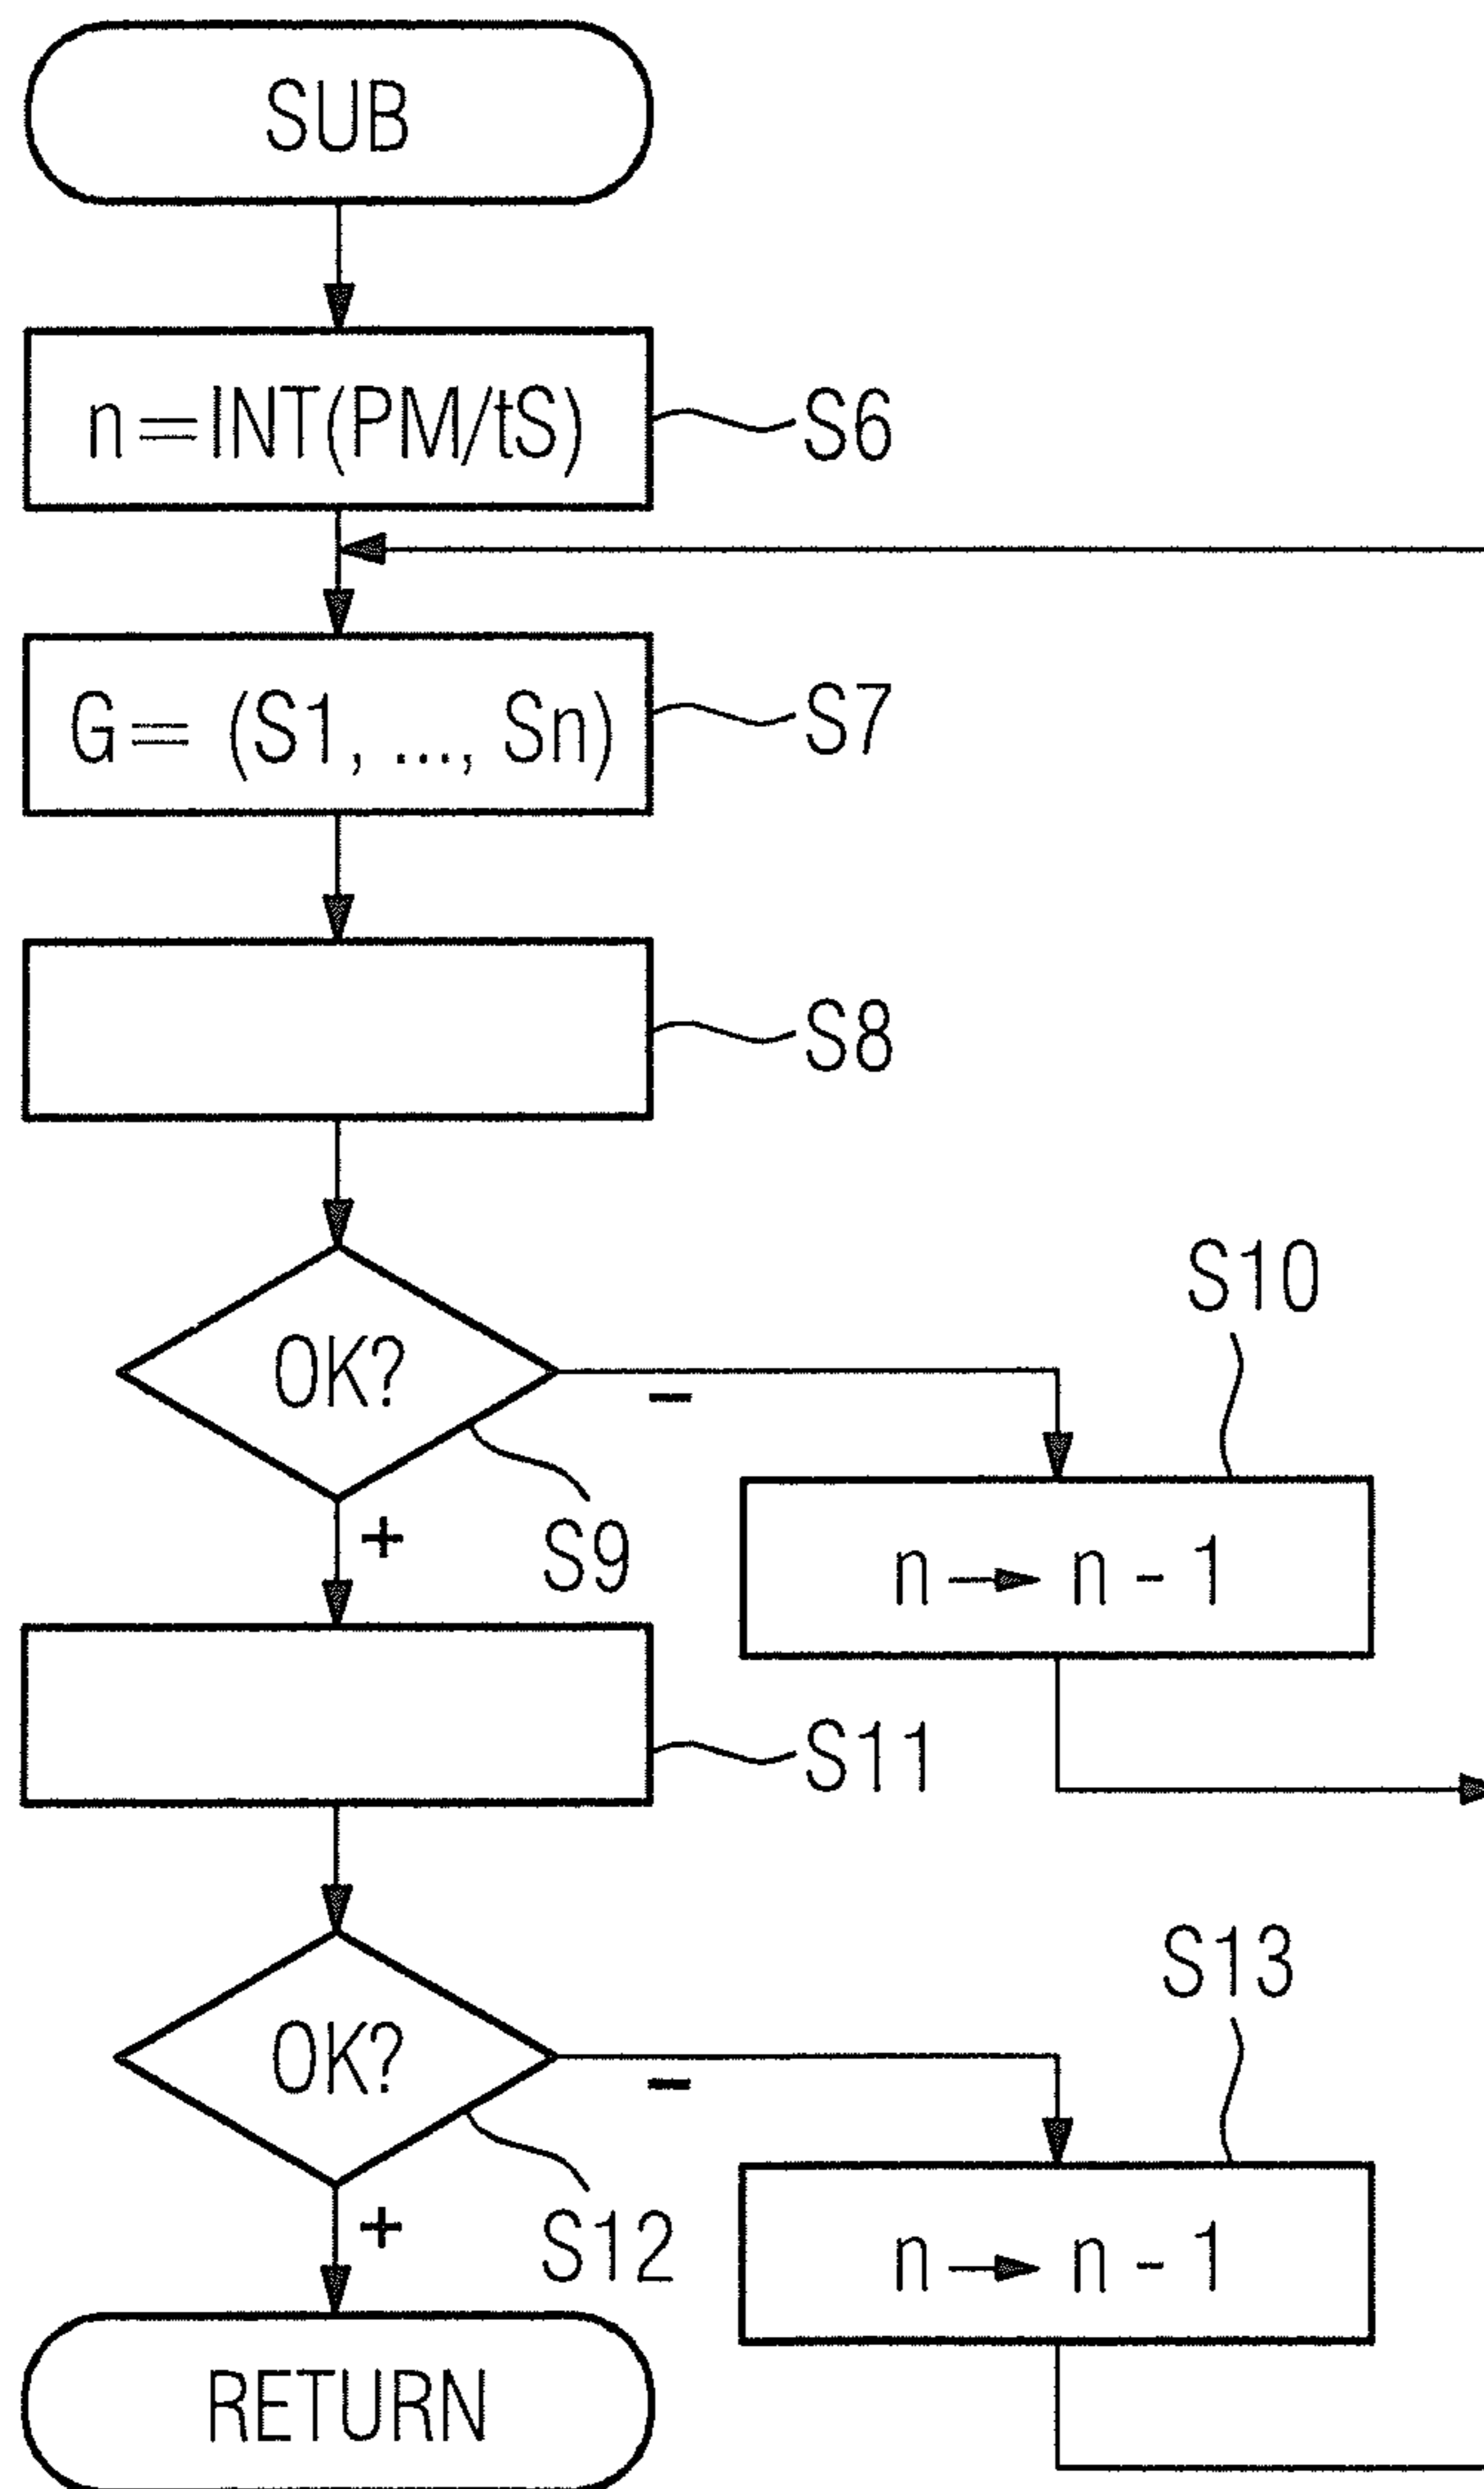 SUB
n=INT(PM/tS)
S6
G= (S1, ..., Sn)
S7
S8
OK?
-
S10
+
S9
n → n - 1
S11
OK?
-
S13
+
S12
n → n - 1
RETURN